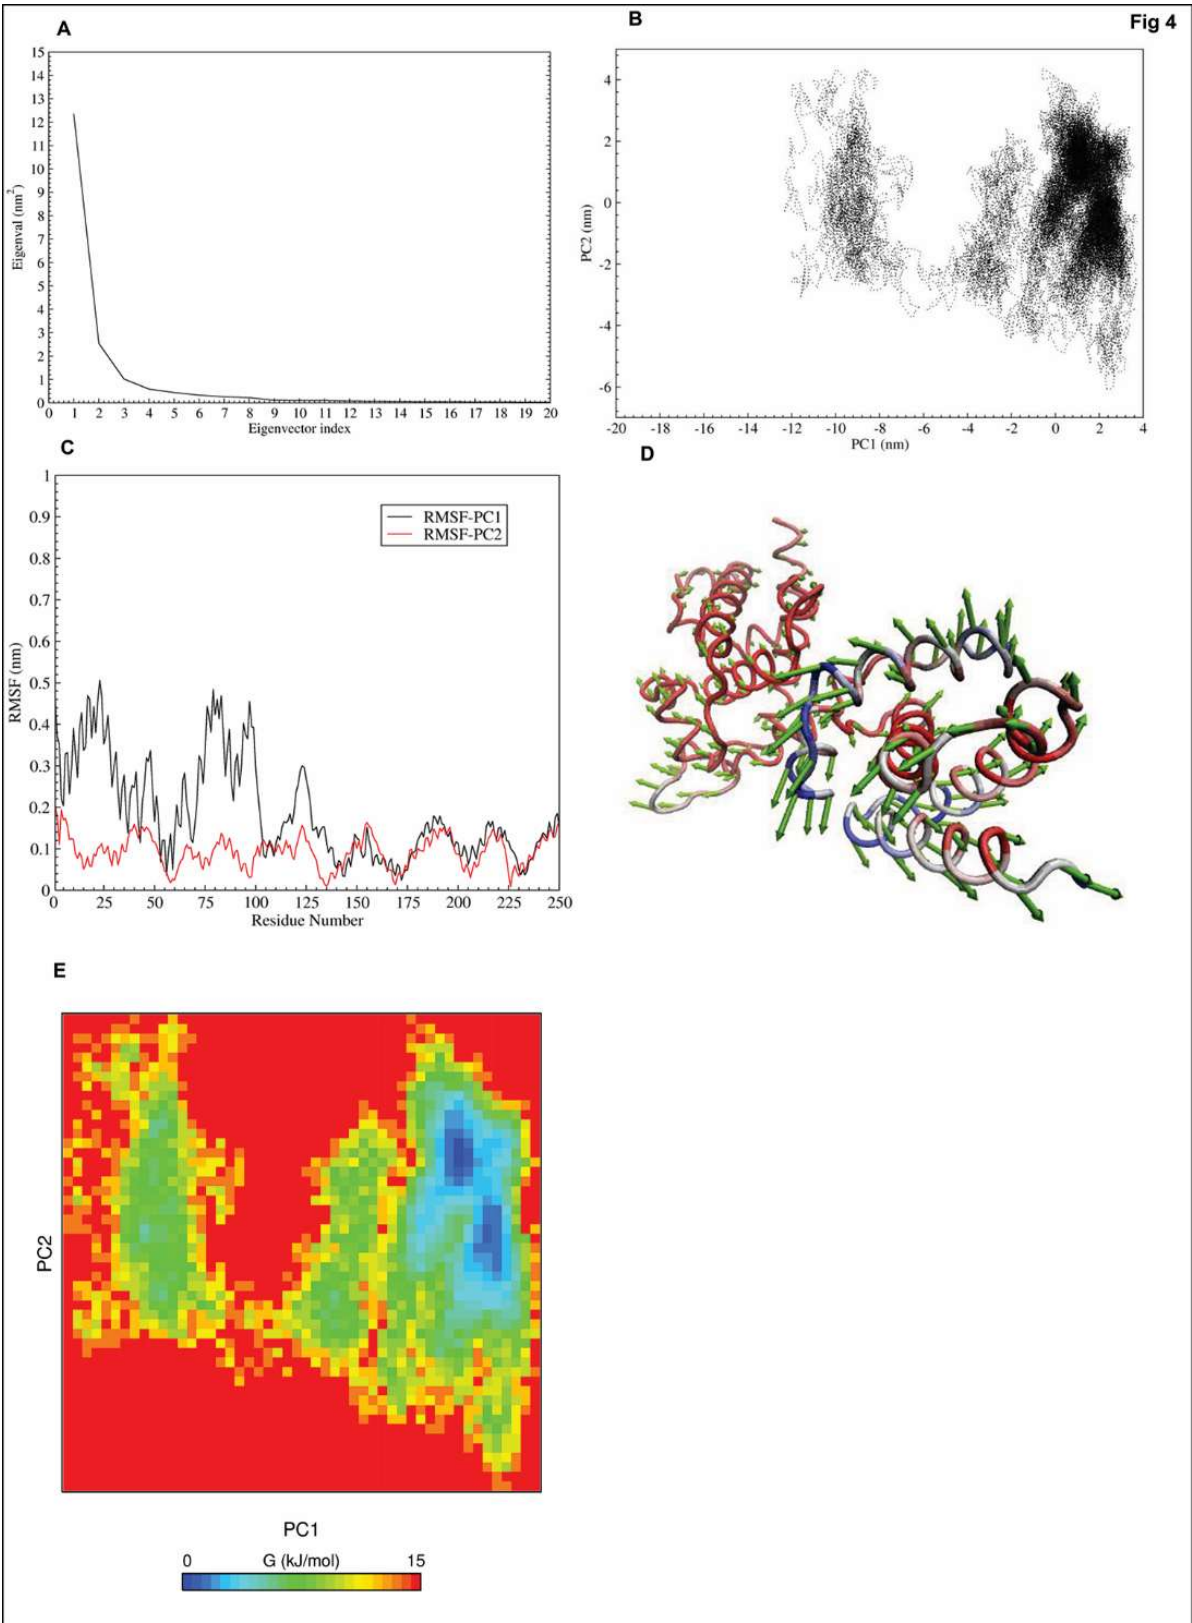 Fig 4
A
15
14
13
12
11
10
9
8
7
6
5
4
3
2
1
0
Eigenval (nm²)
0 1 2 3 4 5 6 7 8 9 10 11 12 13 14 15 16 17 18 19 20
Eigenvector index
B
4
2
0
-2
-4
-6
PC2 (nm)
-20 -18 -16 -14 -12 -10 -8 -6 -4 -2 0 2 4
PC1 (nm)
C
1
0.9
0.8
0.7
0.6
0.5
0.4
0.3
0.2
0.1
0
RMSF (nm)
RMSF-PC1
RMSF-PC2
0 25 50 75 100 125 150 175 200 225 250
Residue Number
D
E
PC2
PC1
0 G (kJ/mol) 15